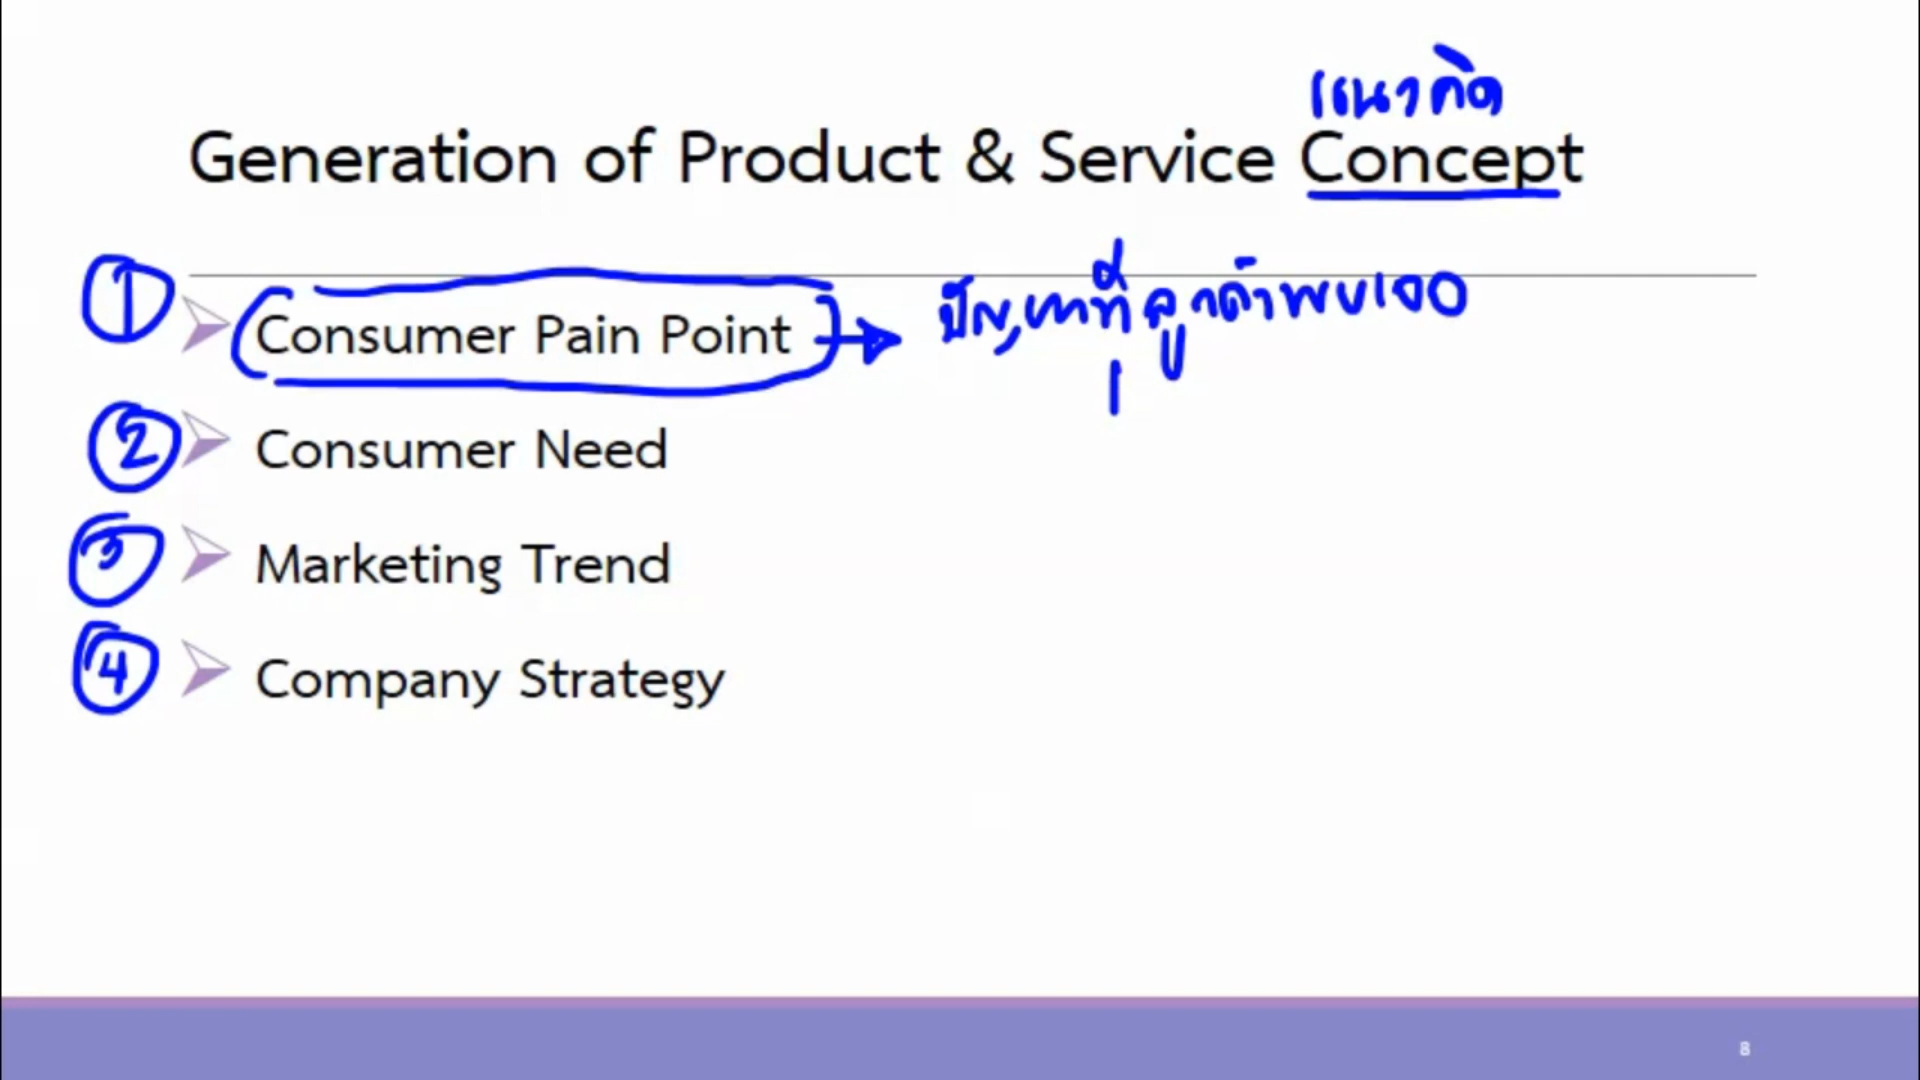 แนวคิด
Generation of Product & Service Concept
1 Consumer Pain Point → ปัญหาที่ลูกค้าพบเจอ
2 Consumer Need
3 Marketing Trend
4 Company Strategy
8